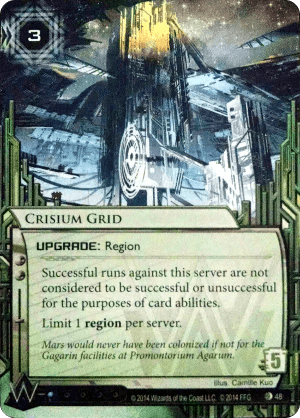 3
CRISIUM GRID
UPGRADE: Region
Successful runs against this server are not
considered to be successful or unsuccessful
for the purposes of card abilities.
Limit 1 region per server.
Mars would never have been colonized if not for the
Gagarin facilities at Promontorium Agarum.
5
Illus. Camille Kuo
© 2014 Wizards of the Coast LLC. © 2014 FFG
48